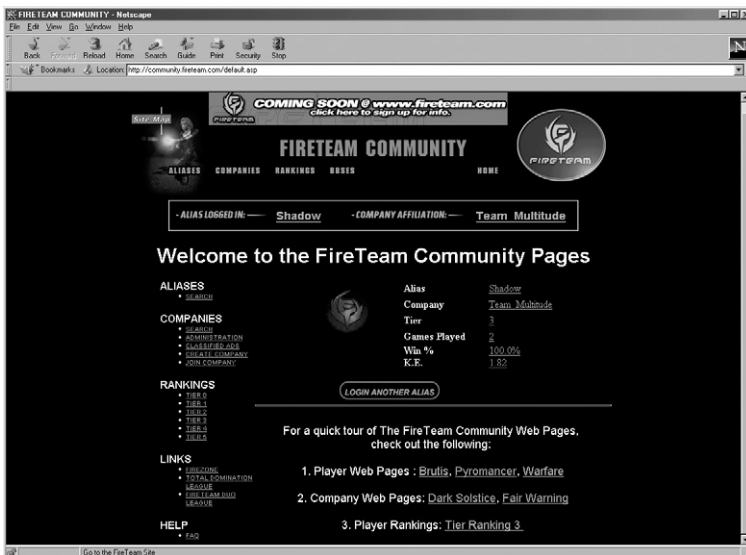 FIRETEAM COMMUNITY - Netscape
File Edit View Go Window Help
Back Forward Reload Home Search Guide Print Security Stop
N
Bookmarks Location: http://community.fireteam.com/default.asp
COMING SOON @ www.fireteam.com
click here to sign up for info.
FIRETEAM
Site Map
FIRETEAM COMMUNITY
FIRETEAM
ALIASES COMPANIES RANKINGS BUSES HOME
- ALIAS LOGGED IN: Shadow - COMPANY AFFILIATION: Team Multitude
Welcome to the FireTeam Community Pages
ALIASES
• SEARCH
COMPANIES
• SEARCH
• ADMINISTRATION
• CLASSIFIED ADS
• CREATE COMPANY
• JOIN COMPANY
RANKINGS
• TIER 0
• TIER 1
• TIER 2
• TIER 3
• TIER 4
• TIER 5
LINKS
• FIREZONE
• TOTAL DOMINATION
LEAGUE
• FIRETEAM DUO
LEAGUE
HELP
• FAQ
Alias Shadow
Company Team Multitude
Tier 3
Games Played 2
Win % 100.0%
K.E. 1.82
LOGIN ANOTHER ALIAS
For a quick tour of The FireTeam Community Web Pages,
check out the following:
1. Player Web Pages : Brutis, Pyromancer, Warfare
2. Company Web Pages: Dark Solstice, Fair Warning
3. Player Rankings: Tier Ranking 3
Go to the FireTeam Site